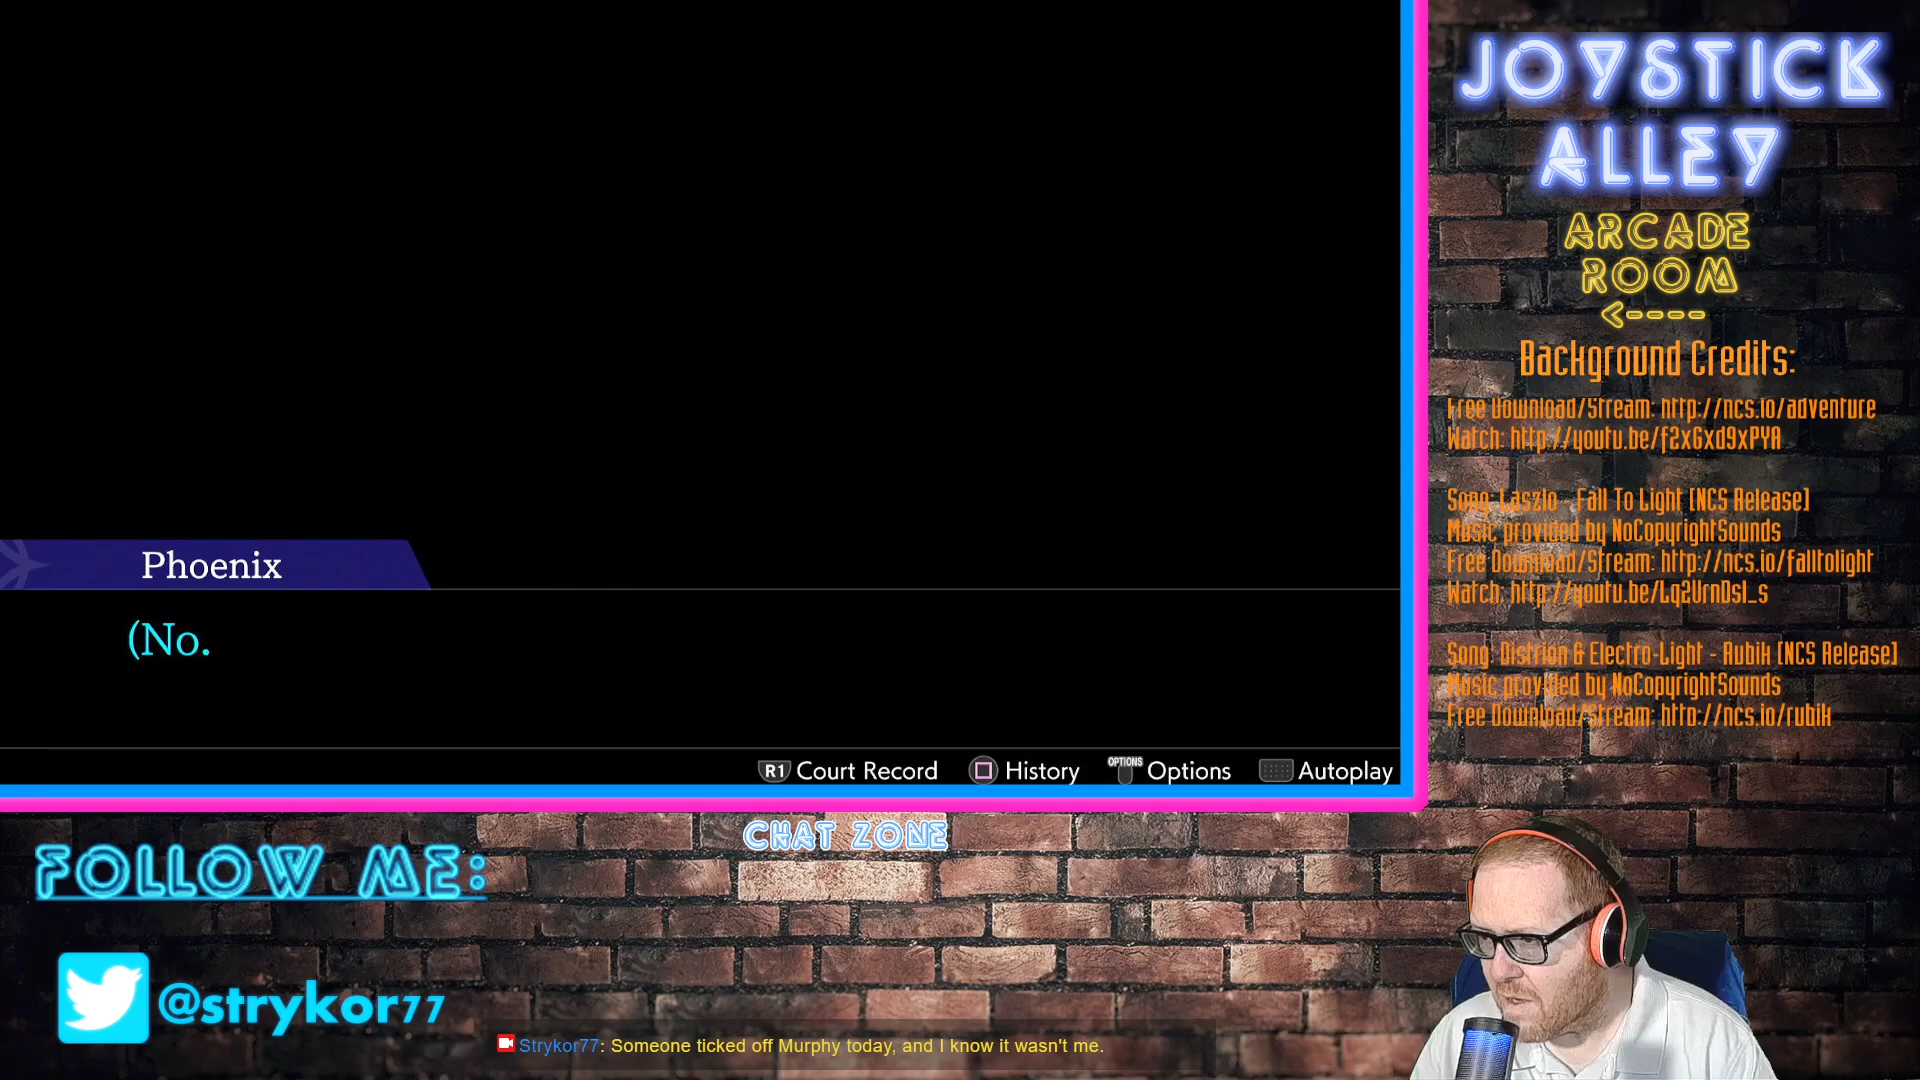 JOYSTICK
ALLEY
ARCADE
ROOM
<----
Background Credits:
Free Download/Stream: http://ncs.io/adventure
Watch: http://youtu.be/f2xGxd9xPYA
Song: Laszlo - Fall To Light [NCS Release]
Music provided by NoCopyrightSounds
Free Download/Stream: http://ncs.io/falltolight
Watch: http://youtu.be/Lq2UrnDsl_s
Song: Distrion & Electro-Light - Rubik [NCS Release]
Music provided by NoCopyrightSounds
Free Download/Stream: http://ncs.io/rubik
Phoenix
(No.
R1 Court Record
History
OPTIONS Options
Autoplay
CHAT ZONE
FOLLOW ME:
@strykor77
Strykor77: Someone ticked off Murphy today, and I know it wasn't me.